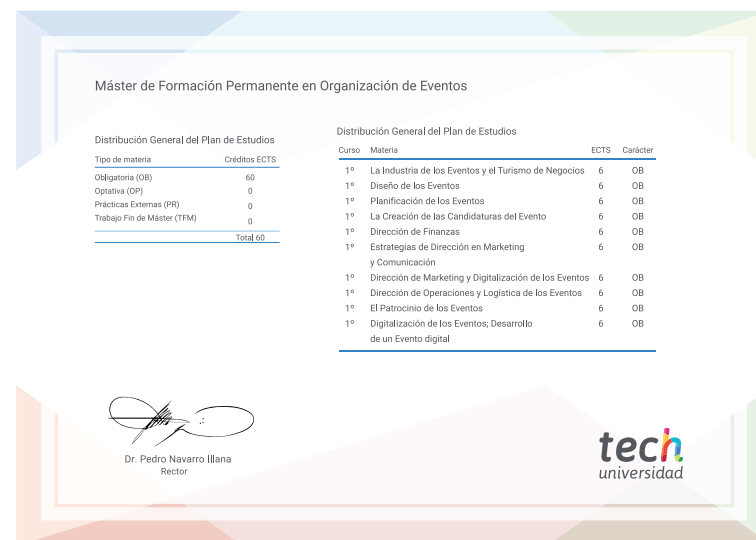 Máster de Formación Permanente en Organización de Eventos
Distribución General del Plan de Estudios
Tipo de materia Créditos ECTS
Obligatoria (OB) 60
Optativa (OP) 0
Prácticas Externas (PR) 0
Trabajo Fin de Máster (TFM) 0
Total 60
Distribución General del Plan de Estudios
Curso Materia ECTS Carácter
1º La Industria de los Eventos y el Turismo de Negocios 6 OB
1º Diseño de los Eventos 6 OB
1º Planificación de los Eventos 6 OB
1º La Creación de las Candidaturas del Evento 6 OB
1º Dirección de Finanzas 6 OB
1º Estrategias de Dirección en Marketing 6 OB
y Comunicación
1º Dirección de Marketing y Digitalización de los Eventos 6 OB
1º Dirección de Operaciones y Logística de los Eventos 6 OB
1º El Patrocinio de los Eventos 6 OB
1º Digitalización de los Eventos; Desarrollo 6 OB
de un Evento digital
Dr. Pedro Navarro Illana
Rector
tech
universidad